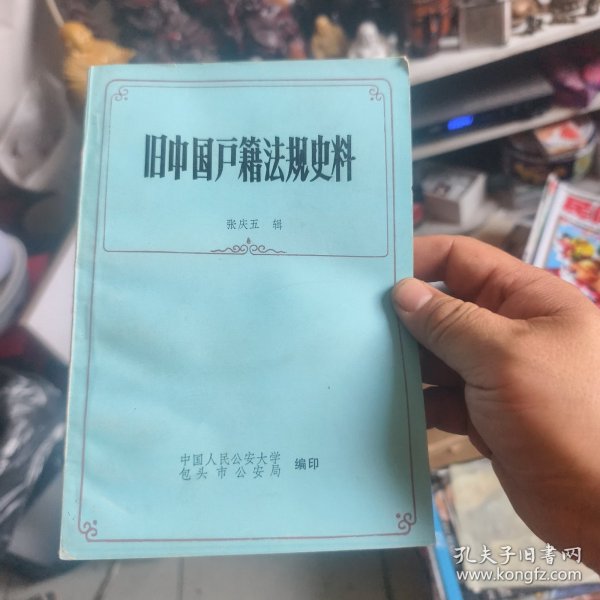 旧中国户籍法规史料
张庆五 辑
中国人民公安大学
包头市公安局
编印
孔夫子旧书网
www.kongfz.com